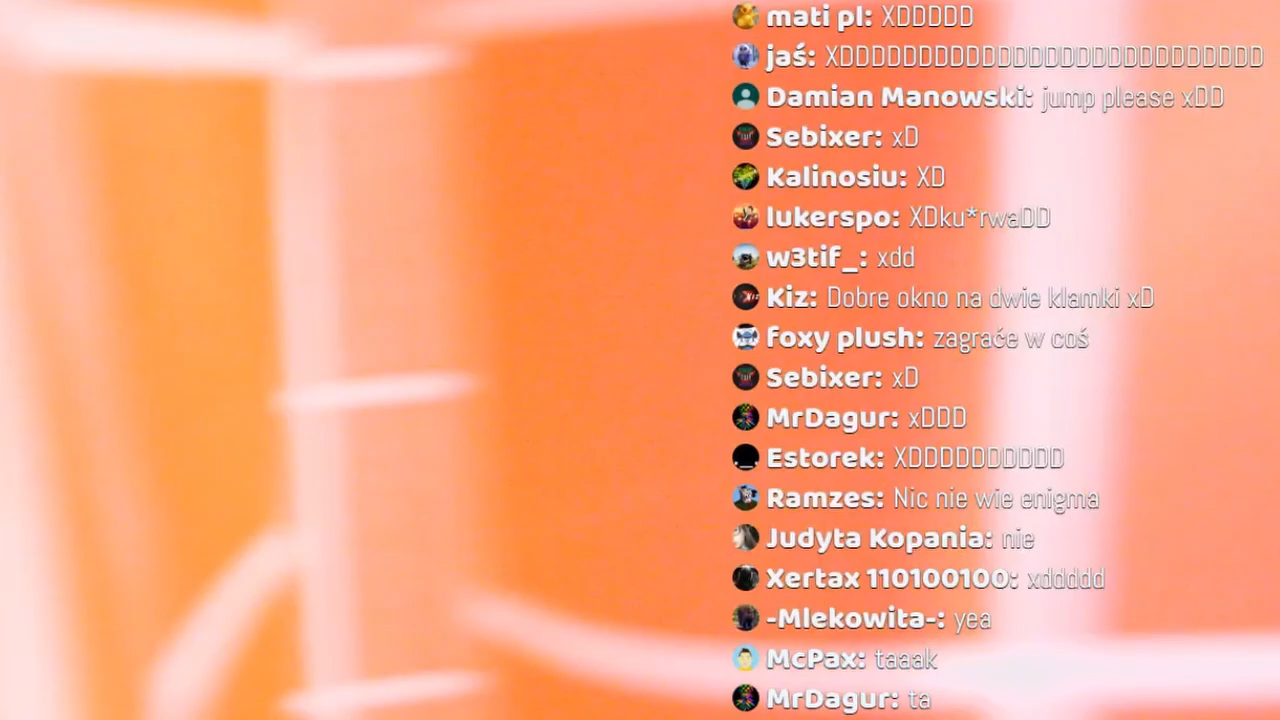 mati pl: XDDDDD
jaś: XDDDDDDDDDDDDDDDDDDDDDDDDDDDD
Damian Manowski: jump please xDD
Sebixer: xD
Kalinosiu: XD
lukerspo: XDku*rwaDD
w3tif_: xdd
Kiz: Dobre okno na dwie klamki xD
foxy plush: zagraće w coś
Sebixer: xD
MrDagur: xDDD
Estorek: XDDDDDDDDDD
Ramzes: Nic nie wie enigma
Judyta Kopania: nie
Xertax 110100100: xddddd
-Mlekowita-: yea
McPax: taaak
MrDagur: ta